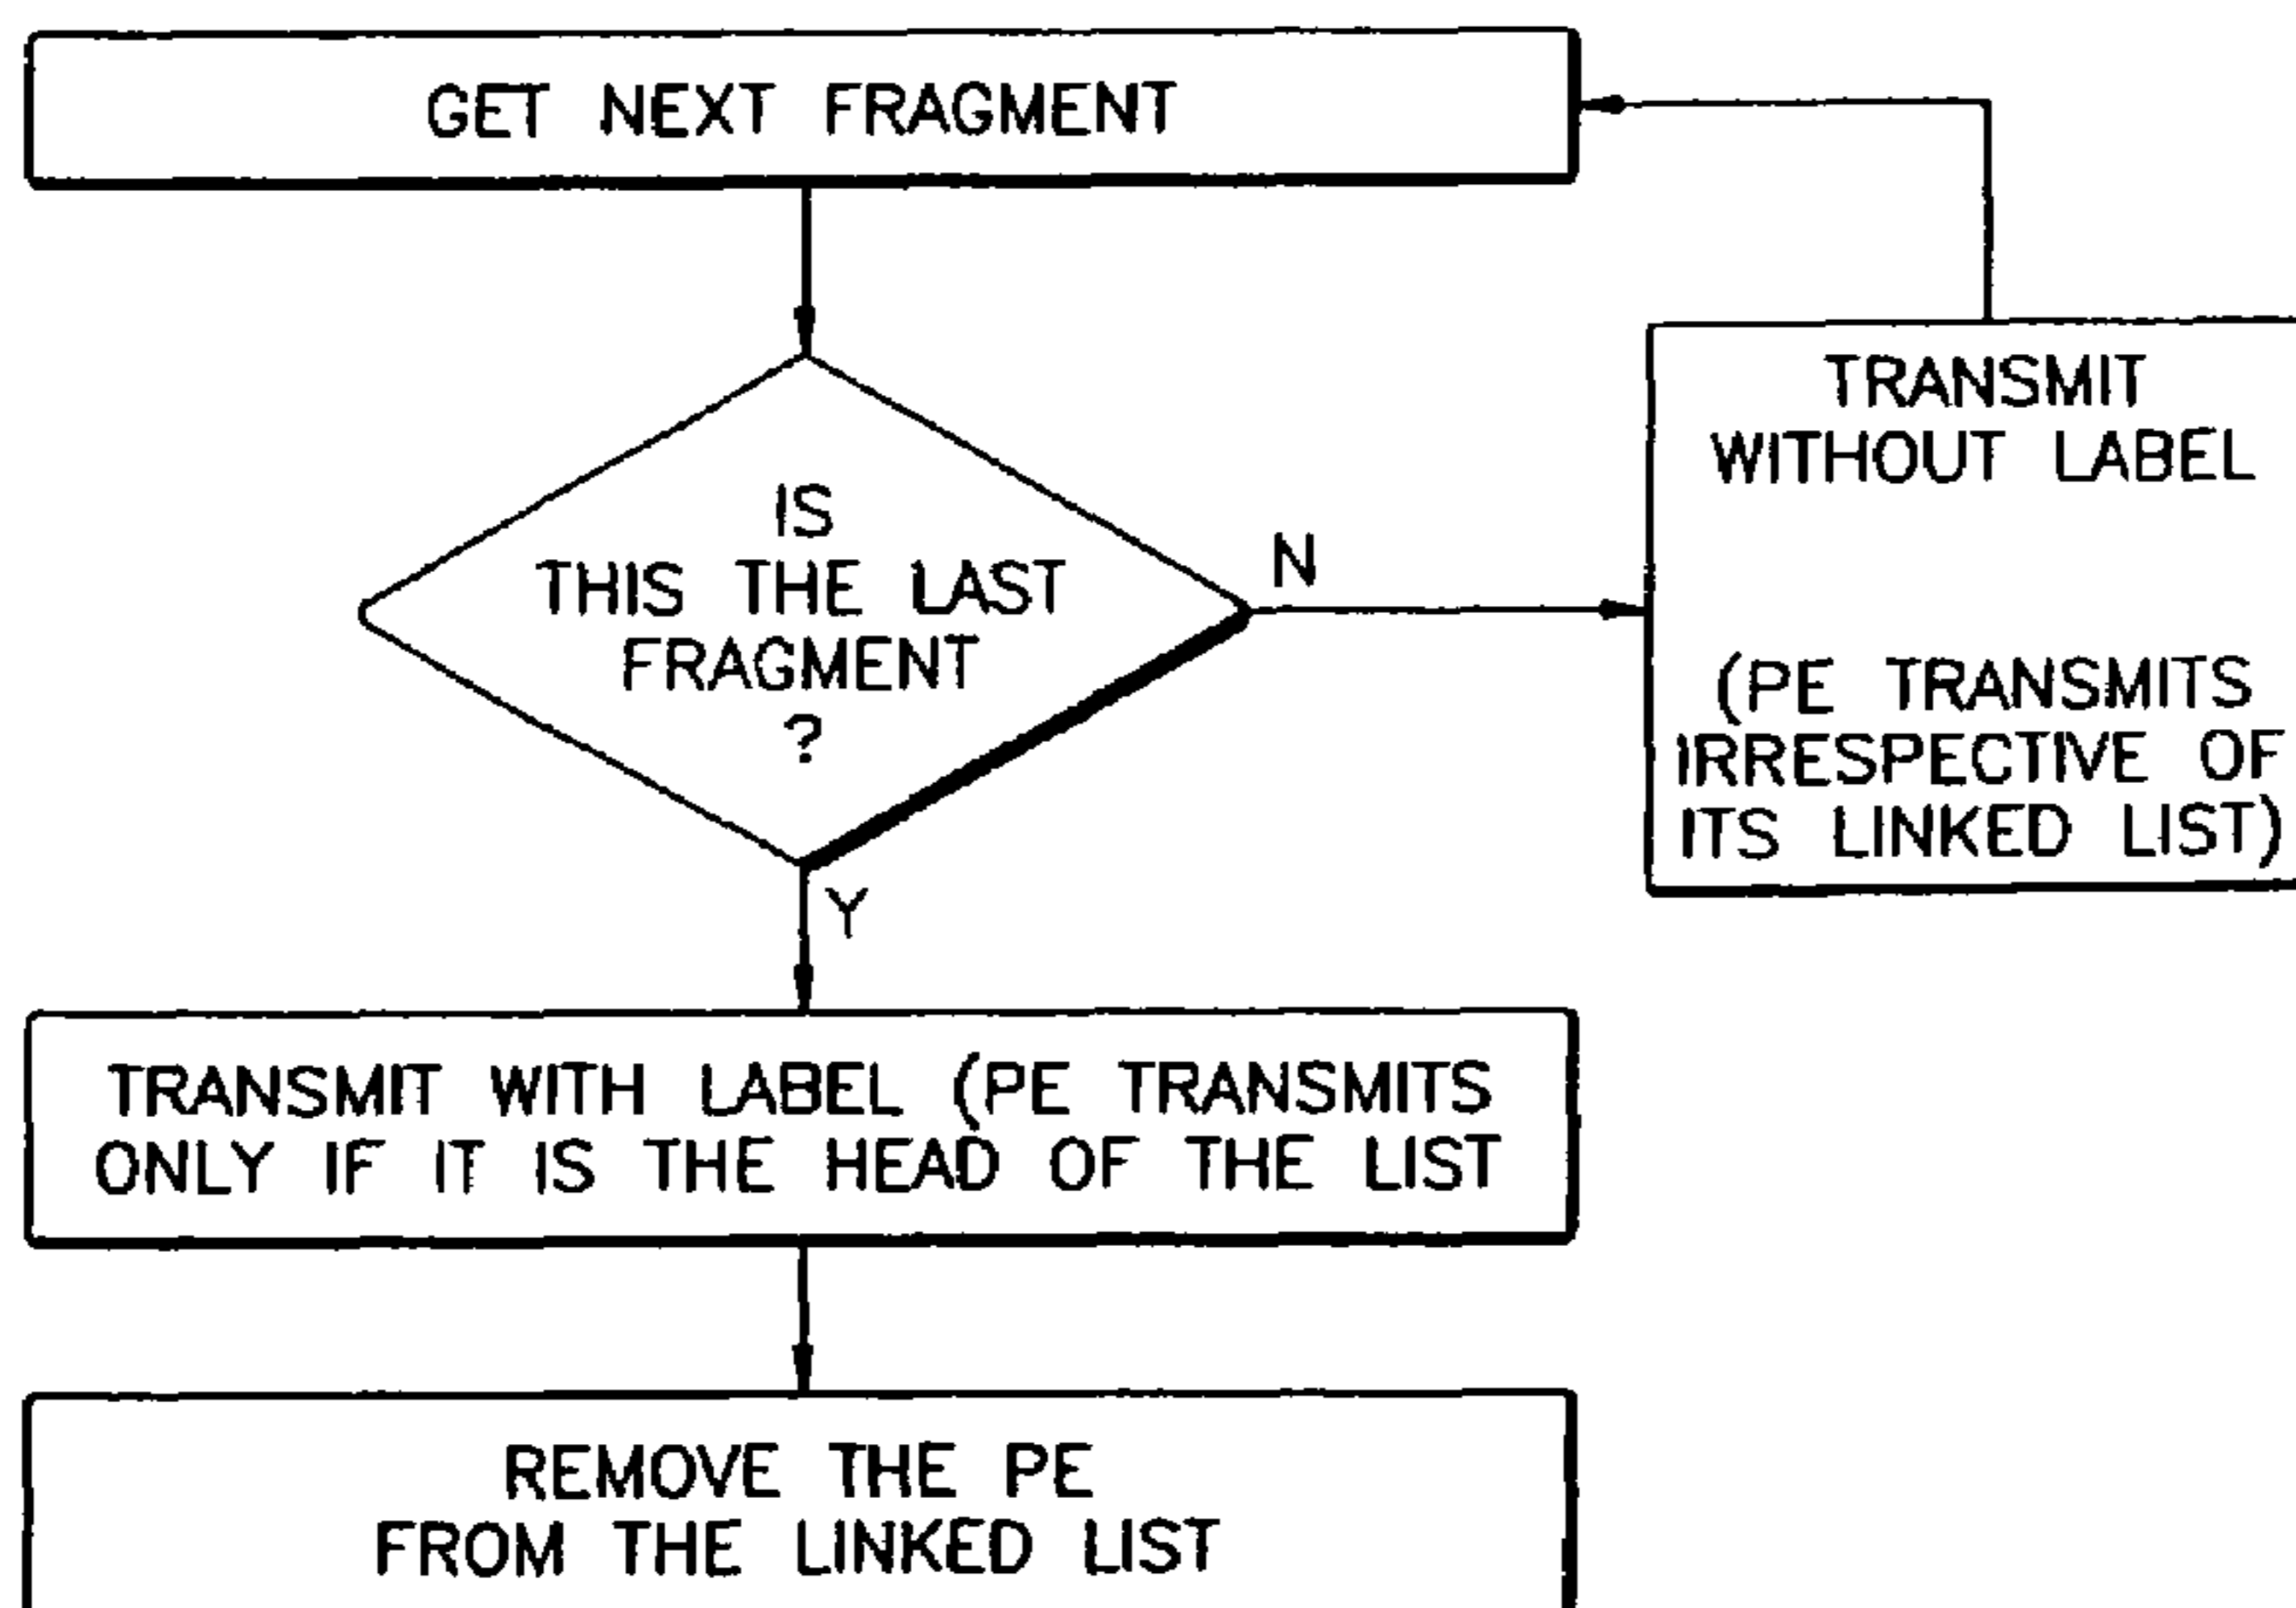 GET NEXT FRAGMENT
IS
THIS THE LAST
FRAGMENT
?
N
TRANSMIT
WITHOUT LABEL
(PE TRANSMITS
IRRESPECTIVE OF
ITS LINKED LIST)
Y
TRANSMIT WITH LABEL (PE TRANSMITS
ONLY IF IT IS THE HEAD OF THE LIST
REMOVE THE PE
FROM THE LINKED LIST